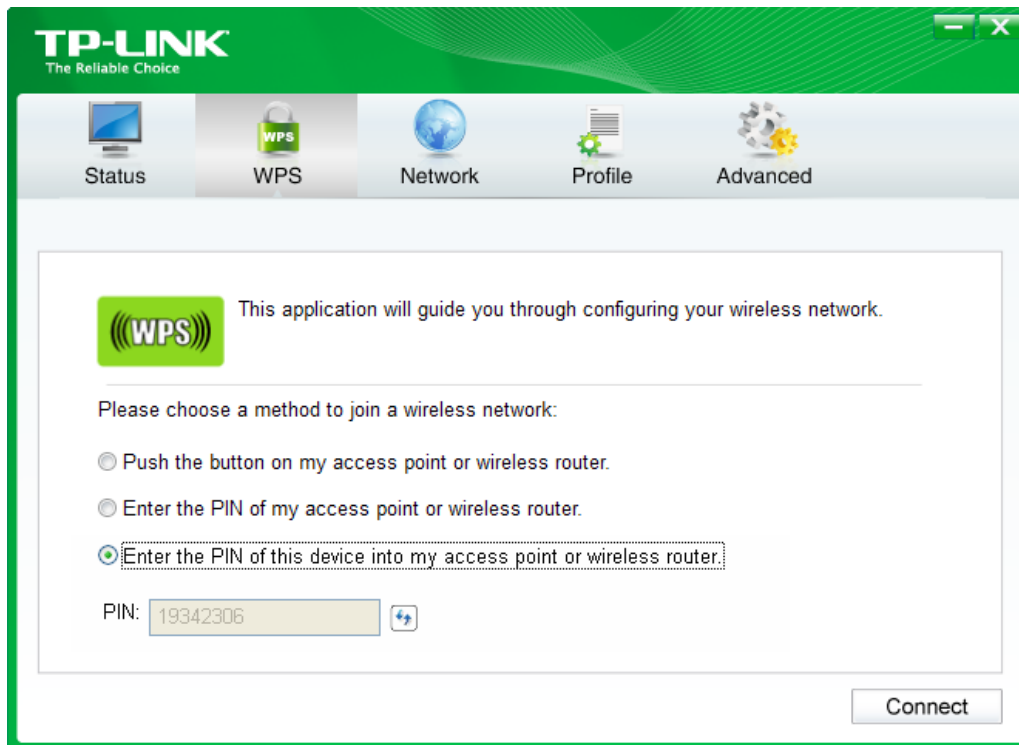 TP-LINK
The Reliable Choice
Status WPS Network Profile Advanced
WPS
This application will guide you through configuring your wireless network.
(((WPS)))
Please choose a method to join a wireless network:
Push the button on my access point or wireless router.
Enter the PIN of my access point or wireless router.
Enter the PIN of this device into my access point or wireless router.
PIN: 19342306
Connect